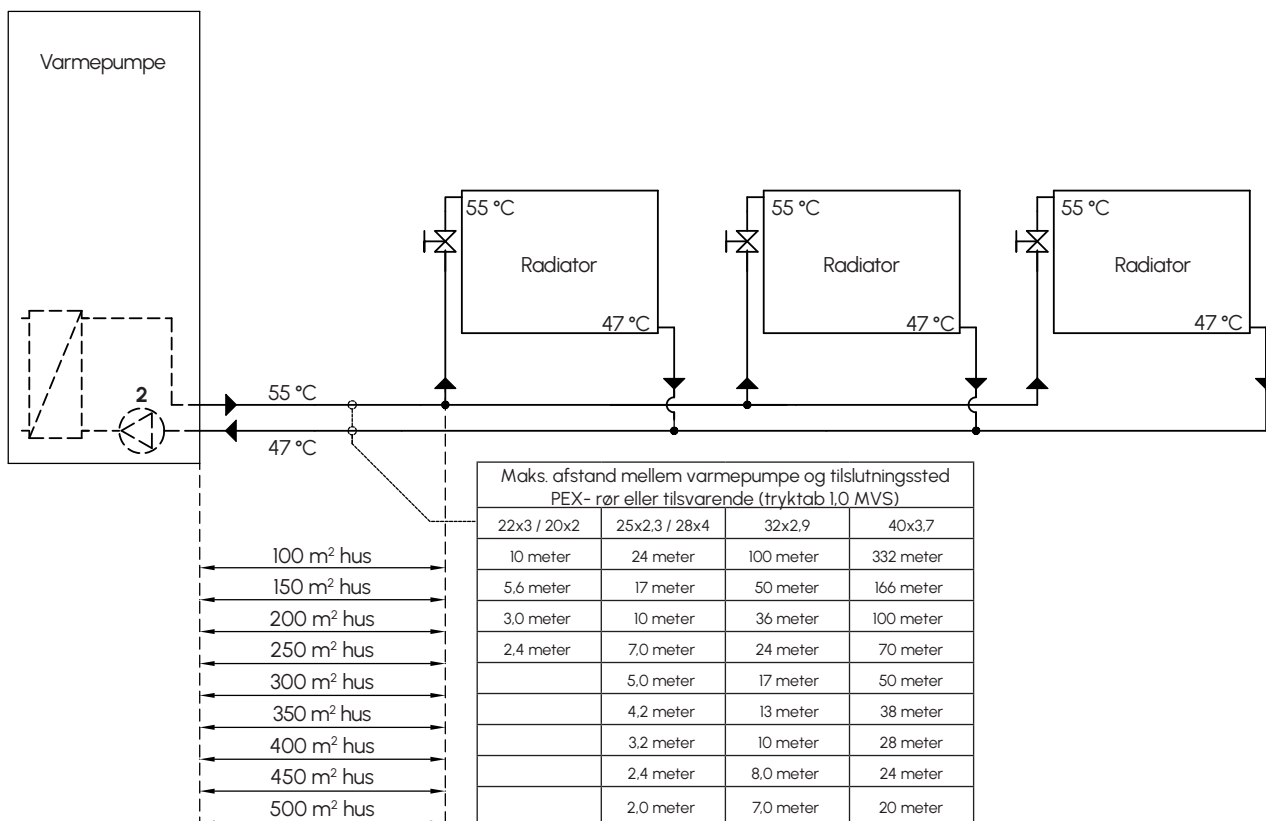 Varmepumpe
55 °C
Radiator
47 °C
55 °C
Radiator
47 °C
55 °C
Radiator
47 °C
2
55 °C
47 °C
Maks. afstand mellem varmepumpe og tilslutningssted
PEX- rør eller tilsvarende (tryktab 1,0 MVS)
22x3 / 20x2 25x2,3 / 28x4 32x2,9 40x3,7
100 m² hus 10 meter 24 meter 100 meter 332 meter
150 m² hus 5,6 meter 17 meter 50 meter 166 meter
200 m² hus 3,0 meter 10 meter 36 meter 100 meter
250 m² hus 2,4 meter 7,0 meter 24 meter 70 meter
300 m² hus 5,0 meter 17 meter 50 meter
350 m² hus 4,2 meter 13 meter 38 meter
400 m² hus 3,2 meter 10 meter 28 meter
450 m² hus 2,4 meter 8,0 meter 24 meter
500 m² hus 2,0 meter 7,0 meter 20 meter